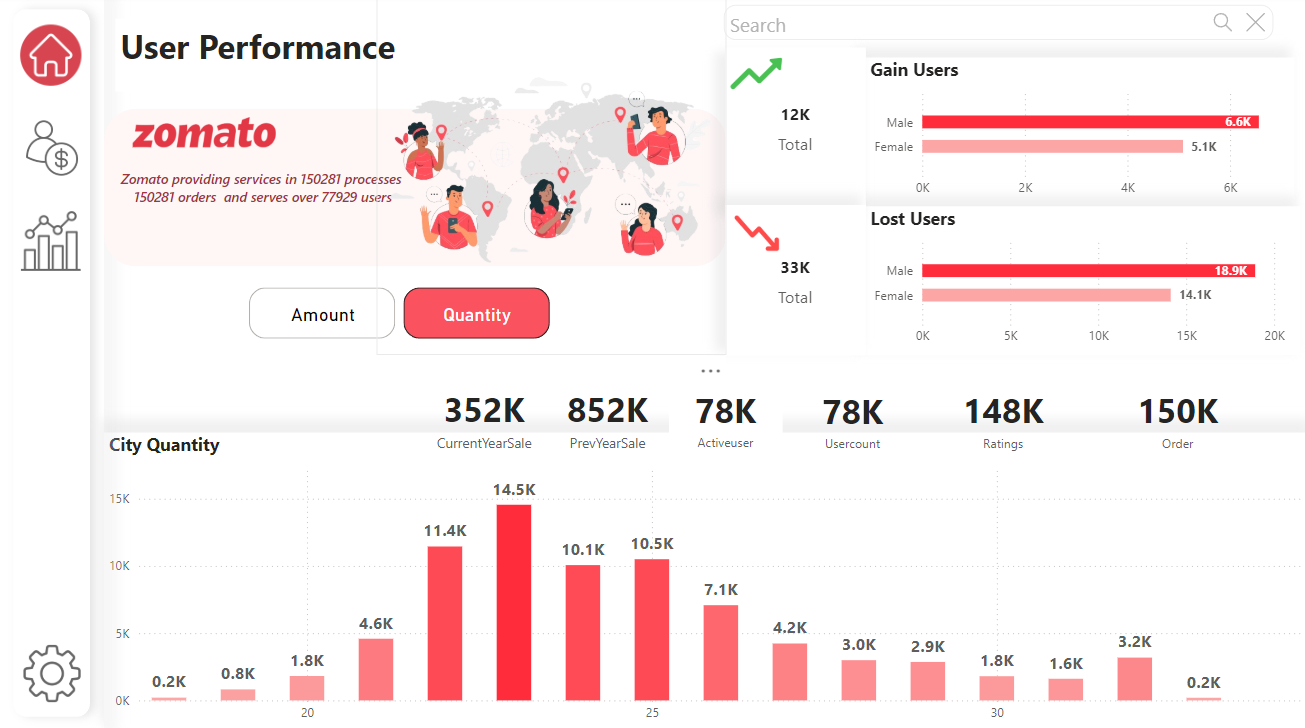 User Performance
Search
zomato
Zomato providing services in 150281 processes
150281 orders and serves over 77929 users
Amount
Quantity
12K
Total
Gain Users
Male
6.6K
Female
5.1K
0K
2K
4K
6K
33K
Total
Lost Users
Male
18.9K
Female
14.1K
0K
5K
10K
15K
20K
352K
CurrentYearSale
852K
PrevYearSale
78K
Activeuser
78K
Usercount
148K
Ratings
150K
Order
City Quantity
15K
10K
5K
0K
0.2K
0.8K
1.8K
4.6K
11.4K
14.5K
10.1K
10.5K
7.1K
4.2K
3.0K
2.9K
1.8K
1.6K
3.2K
0.2K
20
25
30